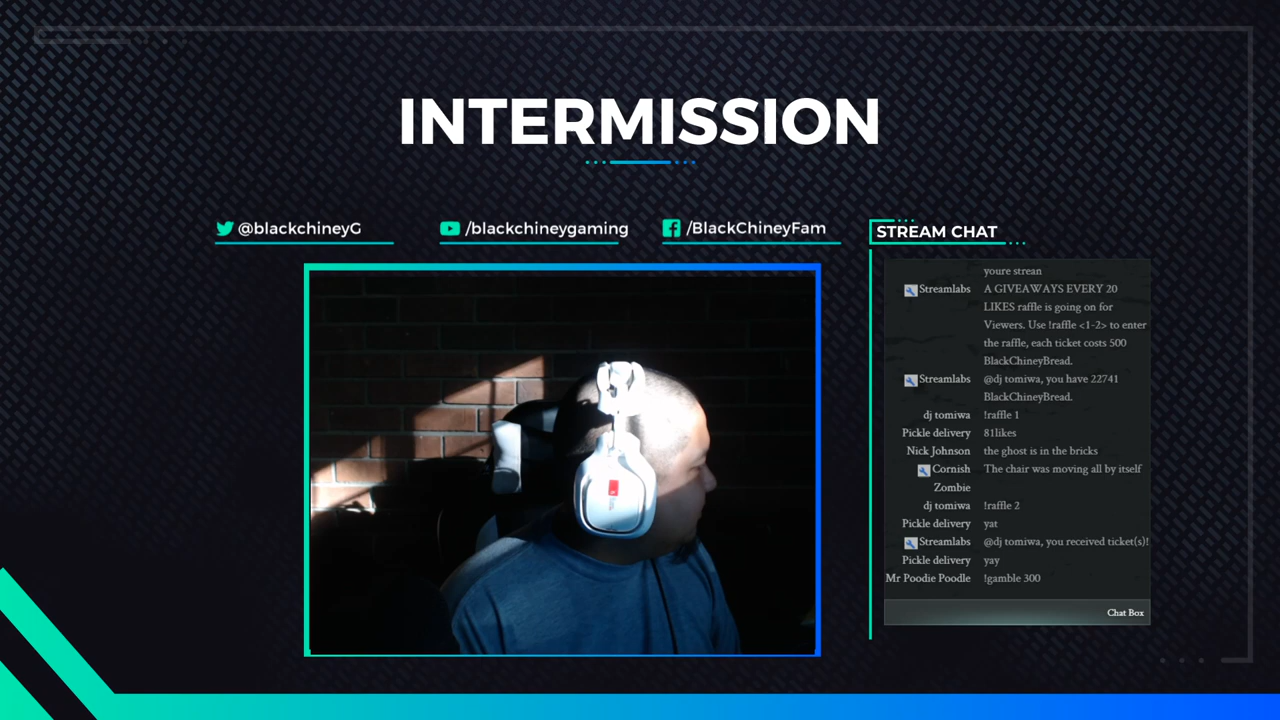 INTERMISSION
@blackchineyG
/blackchineygaming
/BlackChineyFam
STREAM CHAT
youre strean
Streamlabs A GIVEAWAYS EVERY 20
LIKES raffle is going on for
Viewers. Use !raffle <1-2> to enter
the raffle, each ticket costs 500
BlackChineyBread.
Streamlabs @dj tomiwa, you have 22741
BlackChineyBread.
dj tomiwa !raffle 1
Pickle delivery 81likes
Nick Johnson the ghost is in the bricks
Cornish The chair was moving all by itself
Zombie
dj tomiwa !raffle 2
Pickle delivery yat
Streamlabs @dj tomiwa, you received ticket(s)!
Pickle delivery yay
Mr Poodie Poodle !gamble 300
Chat Box